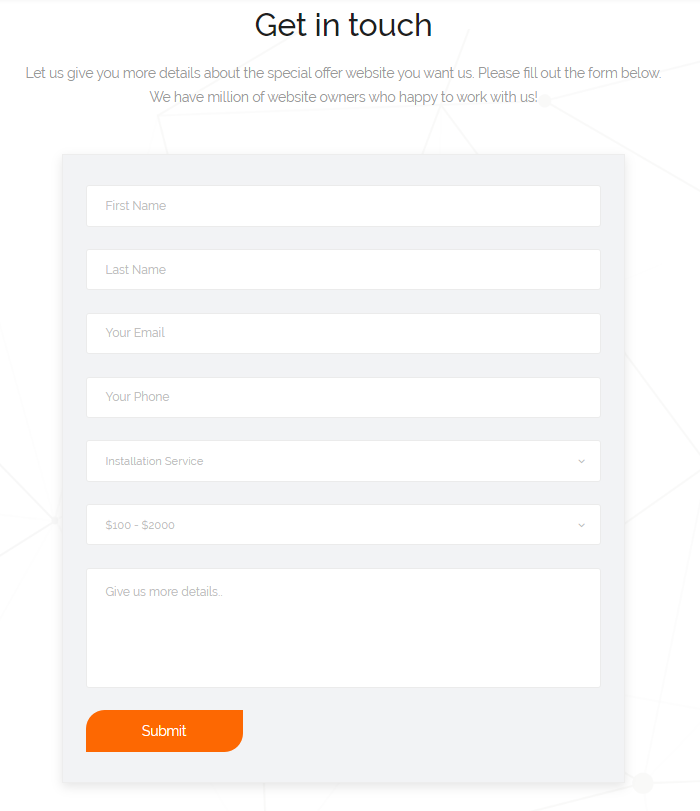 Get in touch
Let us give you more details about the special offer website you want us. Please fill out the form below.
We have million of website owners who happy to work with us!
First Name
Last Name
Your Email
Your Phone
Installation Service
$100 - $2000
Give us more details..
Submit